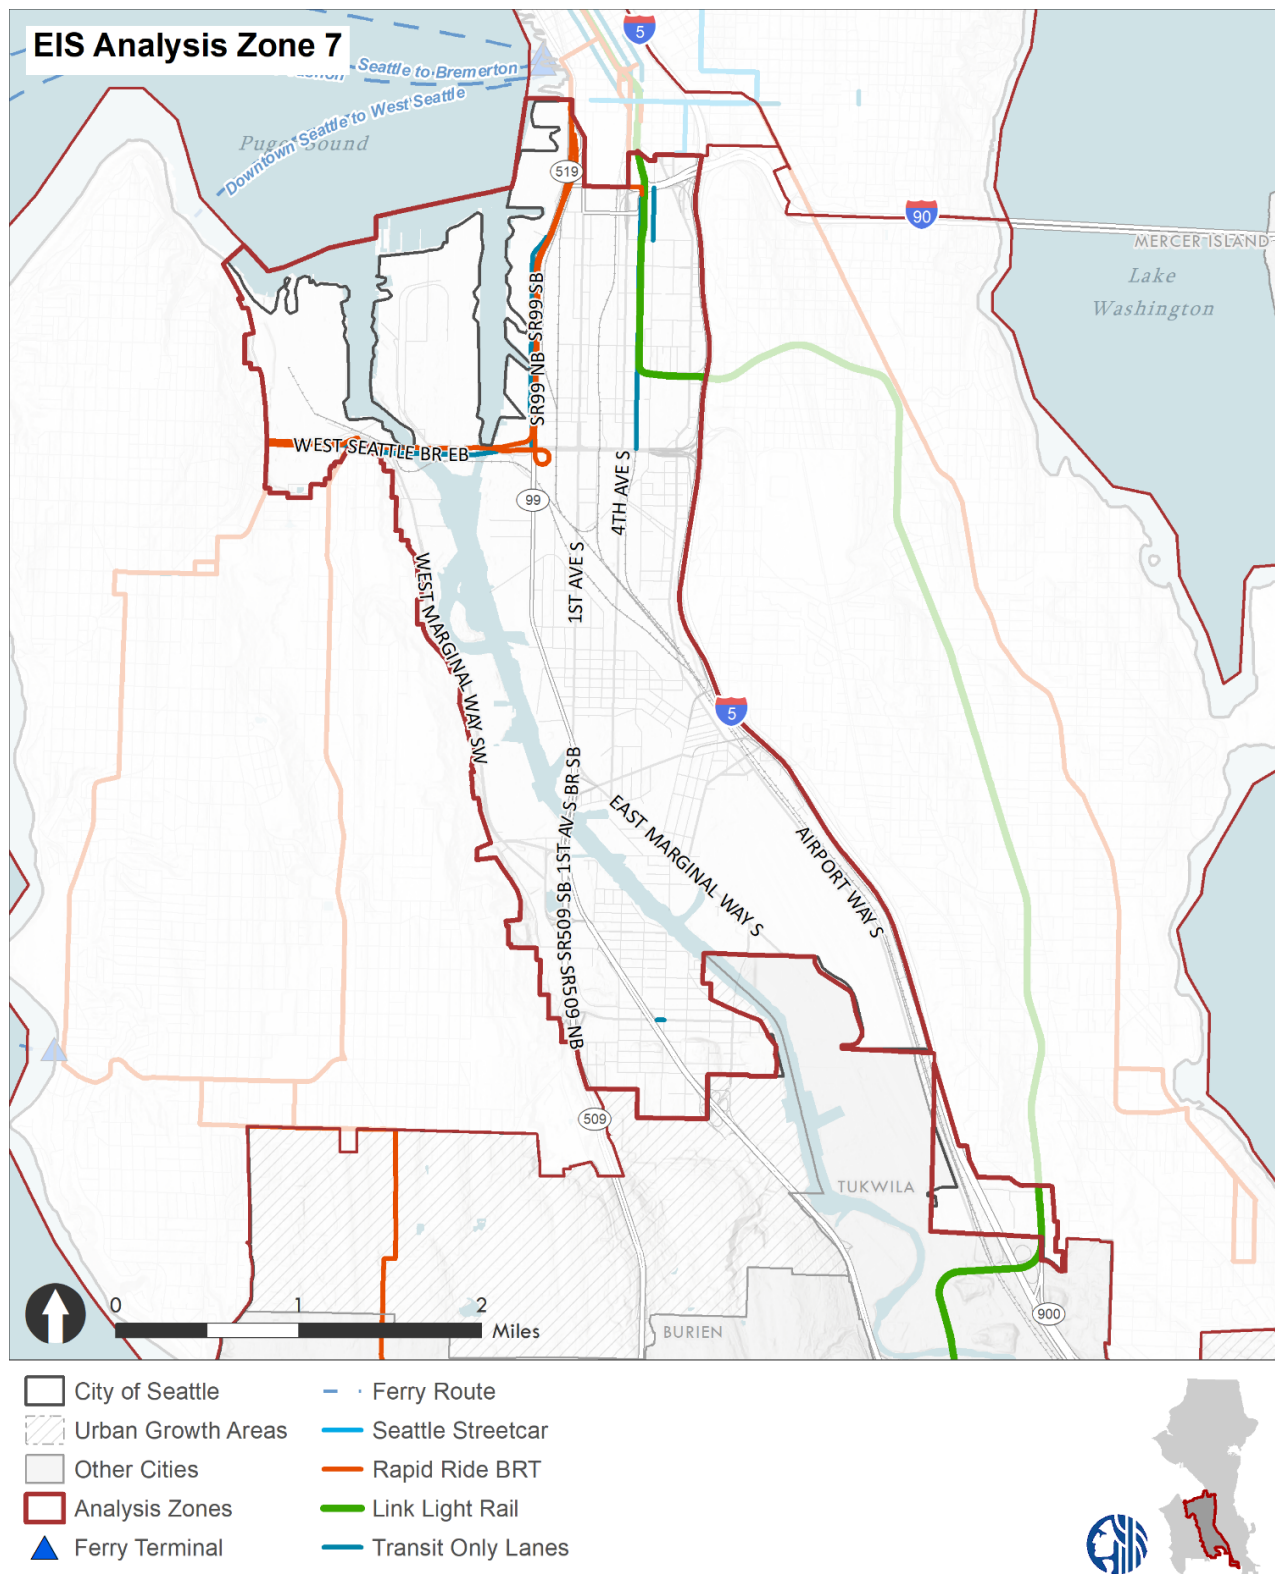 EIS Analysis Zone 7
5
Seattle to Bremerton
Downtown Seattle to West Seattle
Sound
519
90
MERCER ISLAND
Lake
Washington
SR99 NB SR99 SB
WEST SEATTLE BR EB
99
4TH AVE S
1ST AVE S
WEST MARGINAL WAY SW
5
1ST AV S BR SB
EAST MARGINAL WAY S
AIRPORT WAY S
SR509 SB
SR509 NB
509
TUKWILA
900
BURIEN
0 1 2
Miles
City of Seattle
Urban Growth Areas
Other Cities
Analysis Zones
Ferry Terminal
Ferry Route
Seattle Streetcar
Rapid Ride BRT
Link Light Rail
Transit Only Lanes